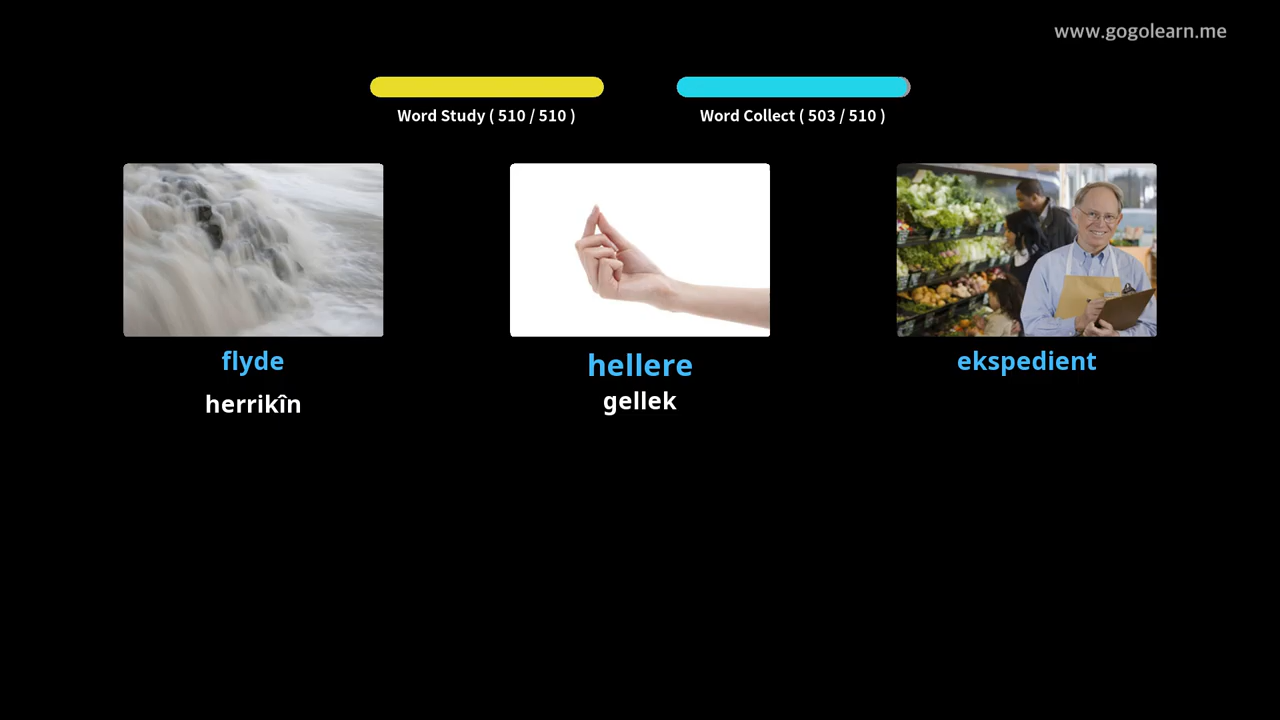 www.gogolearn.me
Word Study ( 510 / 510 )
Word Collect ( 503 / 510 )
flyde
herrikîn
hellere
gellek
ekspedient